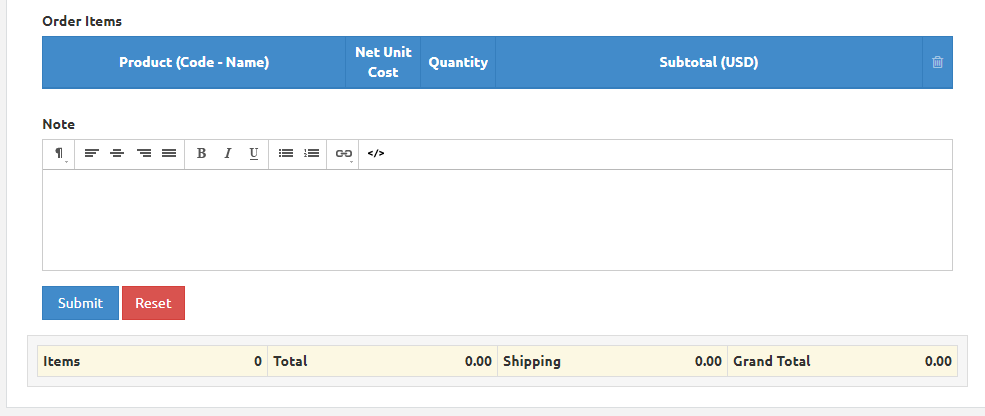 Order Items
Product (Code - Name) Net Unit Cost Quantity Subtotal (USD)
Note
¶ B I U </>
Submit Reset
Items 0 Total 0.00 Shipping 0.00 Grand Total 0.00